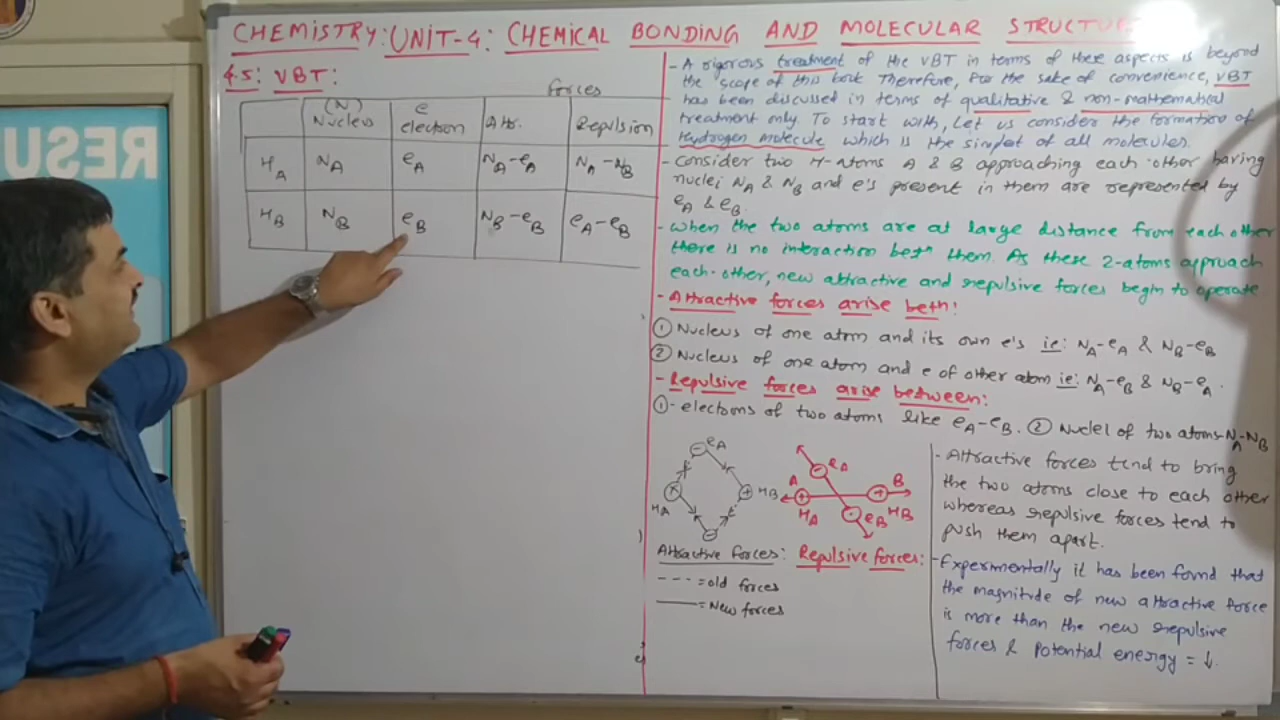 CHEMISTRY: UNIT-4: CHEMICAL BONDING AND MOLECULAR STRUCTUR
4.5: VBT:
forces
(N) Nucleus e electron Attr. Repulsion
HA NA eA NA-eA NA-NB
HB NB eB NB-eB eA-eB
- A rigorous treatment of the VBT in terms of these aspects is beyond
the scope of this book Therefore, for the sake of convenience, VBT
has been discussed in terms of qualitative & non-mathematical
treatment only. To start with, Let us consider the formation of
Hydrogen molecule which is the simplest of all molecules.
- Consider two H-atoms A & B approaching each other having
nuclei NA & NB and e's present in them are represented by
eA & eB.
- When the two atoms are at large distance from each other
there is no interaction betn them. As these 2-atoms approach
each-other, new attractive and repulsive forces begin to operate
- Attractive forces arise betn:
① Nucleus of one atom and its own e's ie: NA-eA & NB-eB
② Nucleus of one atom and e of other atom ie: NA-eB & NB-eA.
- Repulsive forces arise between:
①- electrons of two atoms like eA-eB. ② Nuclei of two atoms-NA-NB
eA
HA HB
Attractive forces:
--- = old forces
— = New forces
eA
A B
HA eB HB
Repulsive forces:
- Attractive forces tend to bring
the two atoms close to each other
whereas repulsive forces tend to
push them apart.
- Experimentally it has been found that
the magnitude of new attractive force
is more than the new repulsive
forces & potential energy = ↓.
RESU